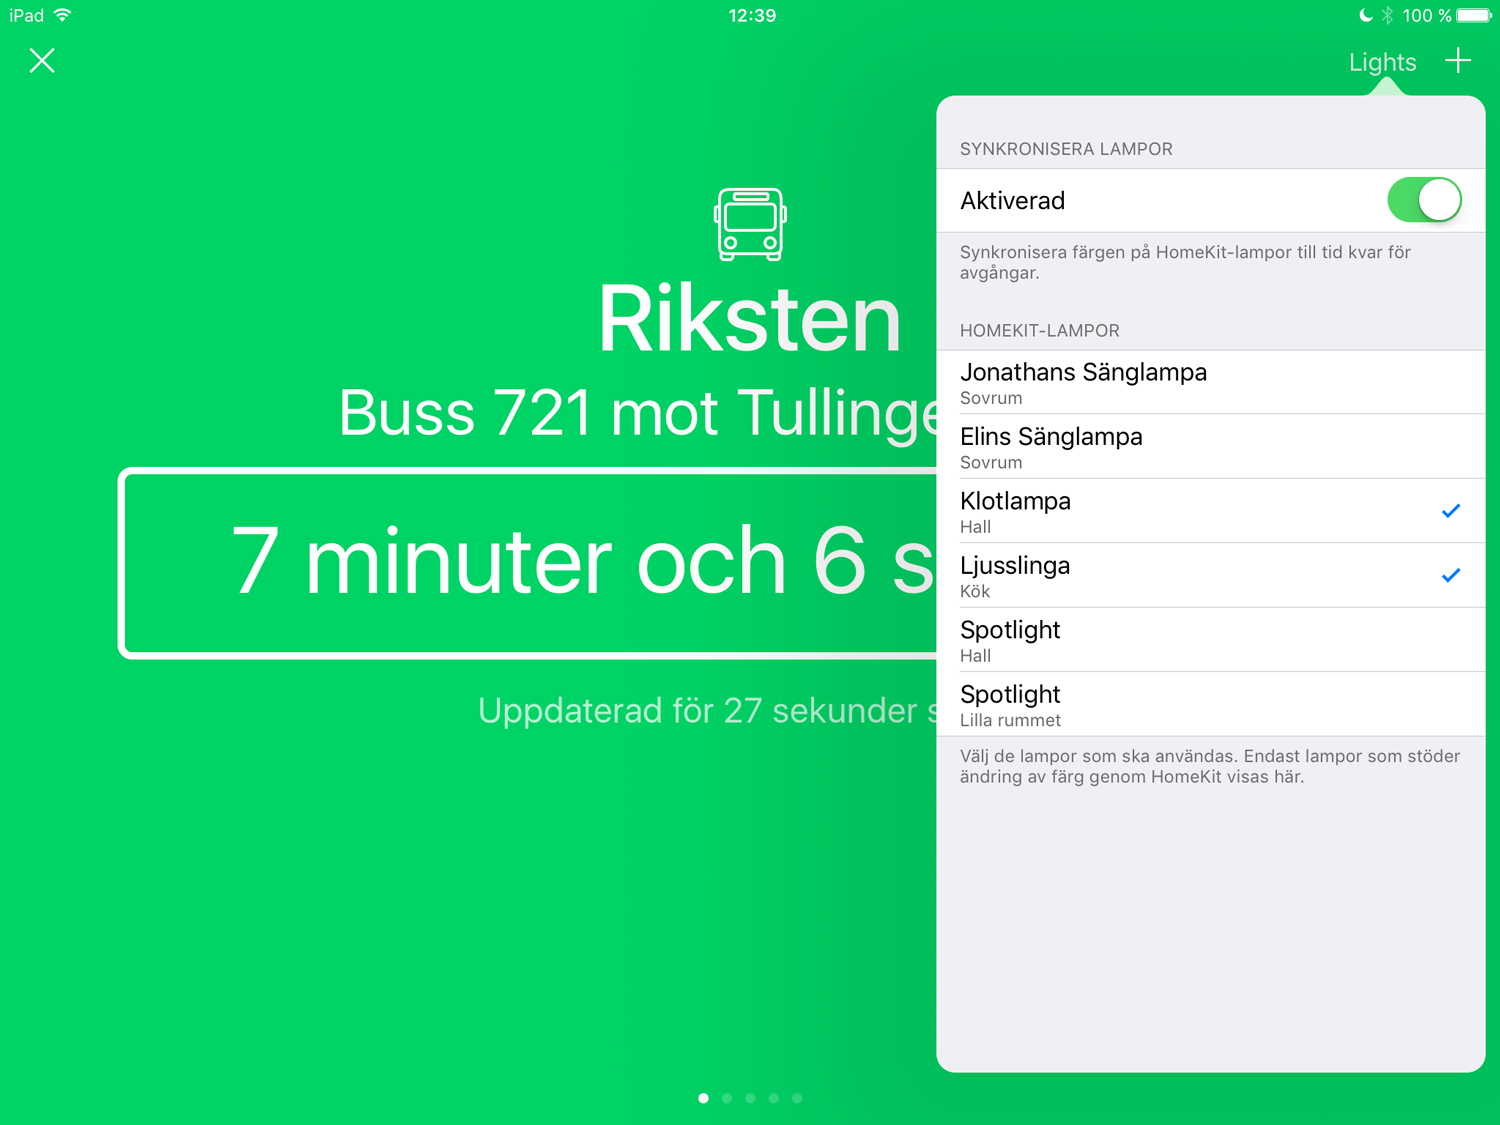 iPad
12:39
100 %
Lights
Riksten
Buss 721 mot
7 minuter och 6
Uppdaterad för 27 sekunder
SYNKRONISERA LAMPOR
Aktiverad
Synkronisera färgen på HomeKit-lampor till tid kvar för
avgångar.
HOMEKIT-LAMPOR
Jonathans Sänglampa
Sovrum
Elins Sänglampa
Sovrum
Klotlampa
Hall
Ljusslinga
Kök
Spotlight
Hall
Spotlight
Lilla rummet
Välj de lampor som ska användas. Endast lampor som stöder
ändring av färg genom HomeKit visas här.